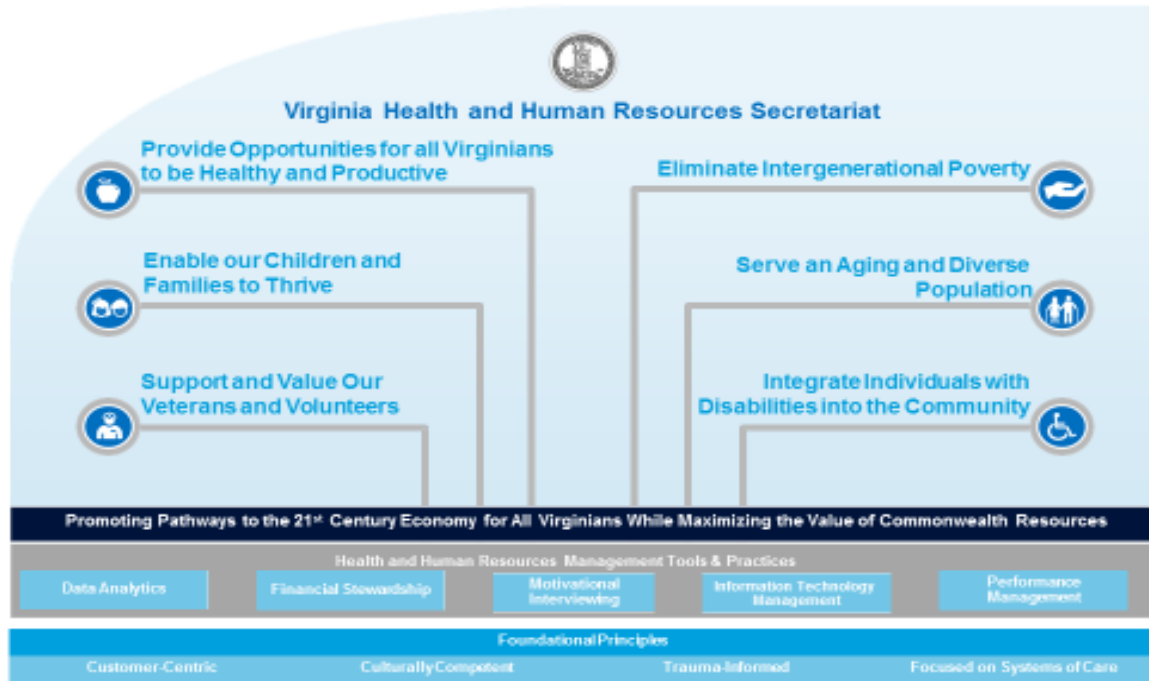 Virginia Health and Human Resources Secretariat
Provide Opportunities for all Virginians
to be Healthy and Productive
Eliminate Intergenerational Poverty
Enable our Children and
Families to Thrive
Serve an Aging and Diverse
Population
Support and Value Our
Veterans and Volunteers
Integrate Individuals with
Disabilities into the Community
Promoting Pathways to the 21st Century Economy for All Virginians While Maximizing the Value of Commonwealth Resources
Health and Human Resources Management Tools & Practices
Data Analytics
Financial Stewardship
Motivational
Interviewing
Information Technology
Management
Performance
Management
Foundational Principles
Customer-Centric
Culturally Competent
Trauma-Informed
Focused on Systems of Care